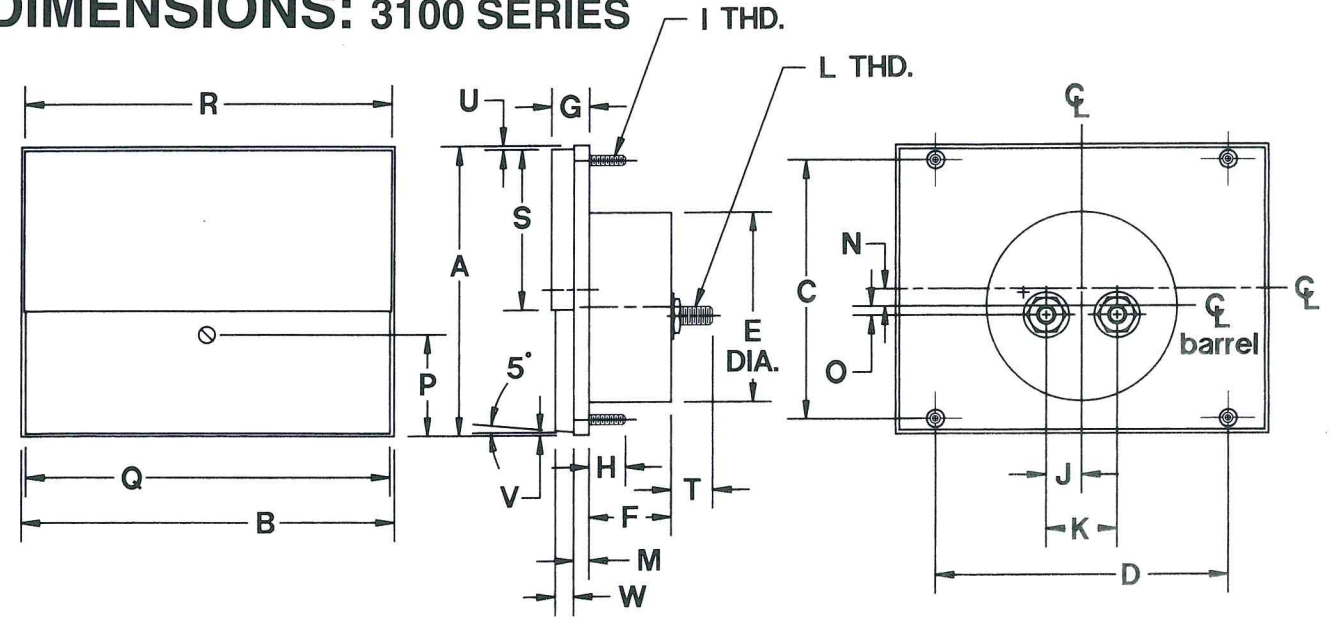 DIMENSIONS: 3100 SERIES
I THD.
L THD.
R
U
G
℄
S
A
N
C
℄
+
℄
barrel
E
DIA.
O
P
5°
H
T
J
Q
V
F
K
B
M
D
W